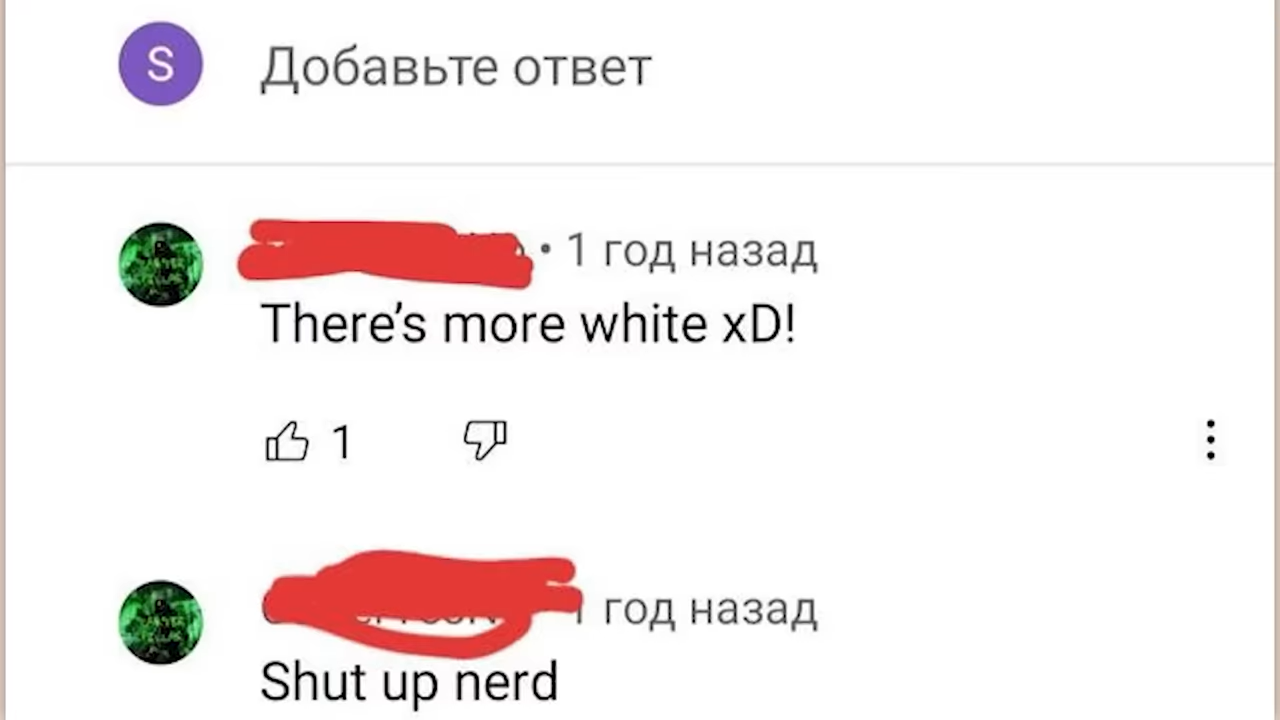 S
Добавьте ответ
• 1 год назад
There's more white xD!
1
год назад
Shut up nerd